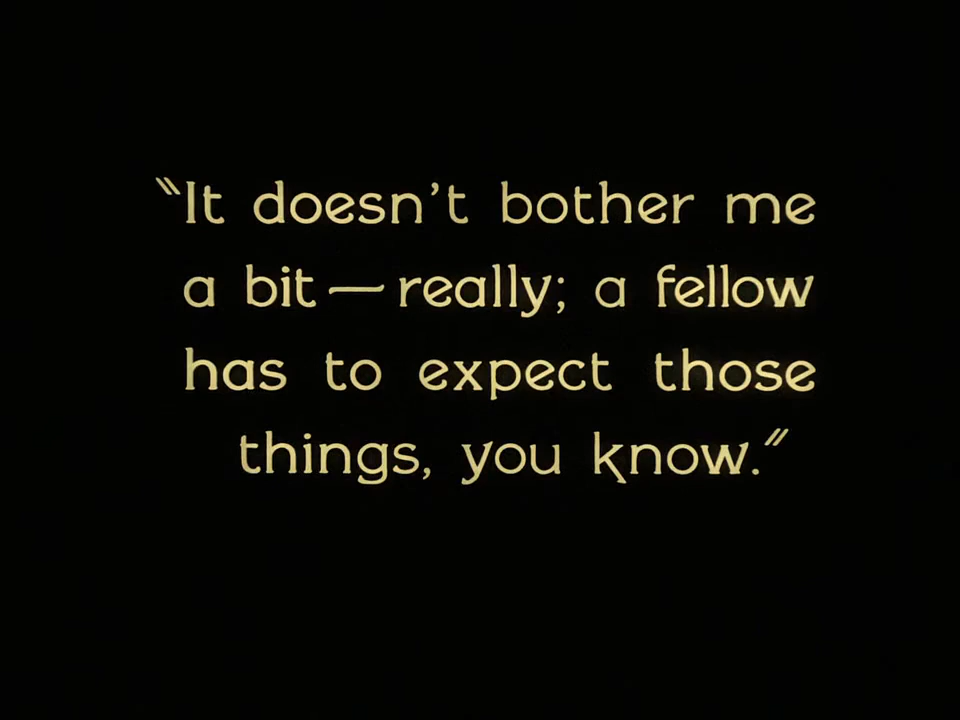 "It doesn't bother me
a bit — really; a fellow
has to expect those
things, you know."